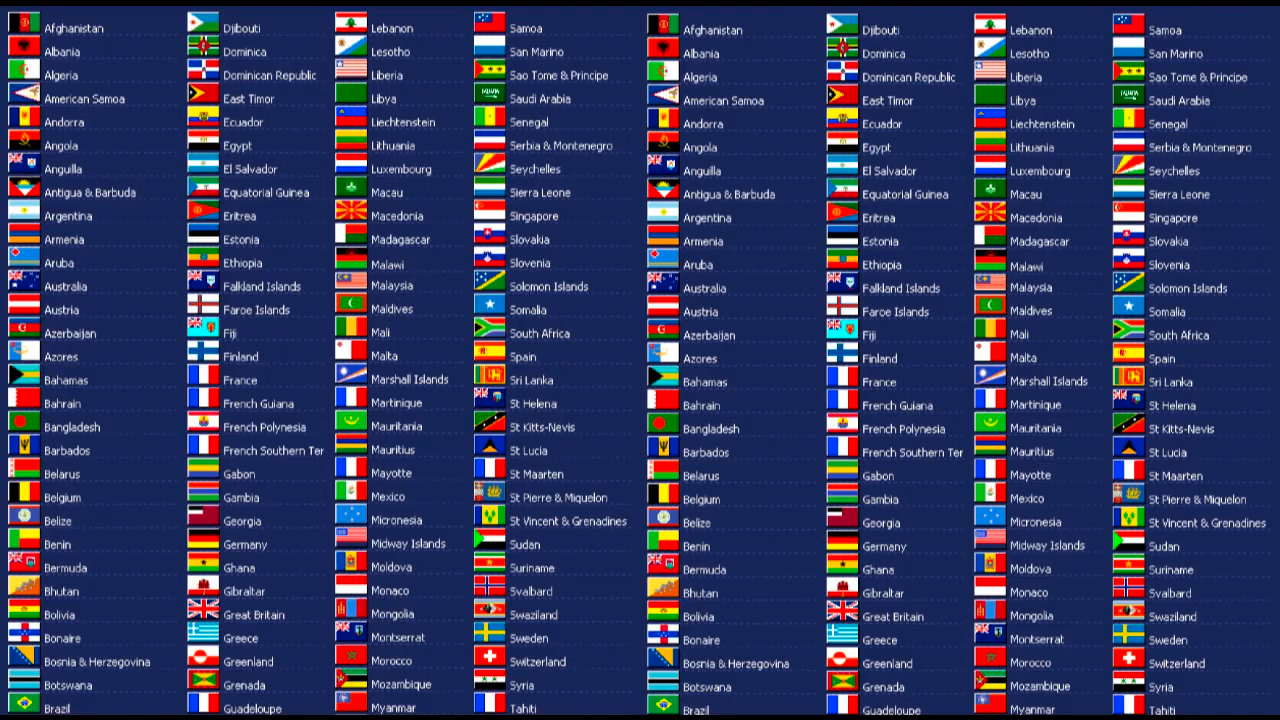 Afghanistan
Albania
Algeria
American Samoa
Andorra
Angola
Anguilla
Antigua & Barbuda
Argentina
Armenia
Aruba
Australia
Austria
Azerbaijan
Azores
Bahamas
Bahrain
Bangladesh
Barbados
Belarus
Belgium
Belize
Benin
Bermuda
Bhutan
Bolivia
Bonaire
Bosnia & Herzegovina
Botswana
Brazil
Djibouti
Dominica
Dominican Republic
East Timor
Ecuador
Egypt
El Salvador
Equatorial Guinea
Eritrea
Estonia
Ethiopia
Falkland Islands
Faroe Islands
Fiji
Finland
France
French Guiana
French Polynesia
French Southern Ter
Gabon
Gambia
Georgia
Germany
Ghana
Gibraltar
Great Britain
Greece
Greenland
Grenada
Guadeloupe
Lebanon
Lesotho
Liberia
Libya
Liechtenstein
Lithuania
Luxembourg
Macau
Macedonia
Madagascar
Malawi
Malaysia
Maldives
Mali
Malta
Marshall Islands
Martinique
Mauritania
Mauritius
Mayotte
Mexico
Micronesia
Midway Islands
Moldova
Monaco
Mongolia
Montserrat
Morocco
Mozambique
Myanmar
Samoa
San Marino
Sao Tome & Principe
Saudi Arabia
Senegal
Serbia & Montenegro
Seychelles
Sierra Leone
Singapore
Slovakia
Slovenia
Solomon Islands
Somalia
South Africa
Spain
Sri Lanka
St Helena
St Kitts-Nevis
St Lucia
St Maarten
St Pierre & Miquelon
St Vincent & Grenadines
Sudan
Suriname
Svalbard
Swaziland
Sweden
Switzerland
Syria
Tahiti
Afghanistan
Albania
Algeria
American Samoa
Andorra
Angola
Anguilla
Antigua & Barbuda
Argentina
Armenia
Aruba
Australia
Austria
Azerbaijan
Azores
Bahamas
Bahrain
Bangladesh
Barbados
Belarus
Belgium
Belize
Benin
Bermuda
Bhutan
Bolivia
Bonaire
Bosnia & Herzegovina
Botswana
Brazil
Djibouti
Dominica
Dominican Republic
East Timor
Ecuador
Egypt
El Salvador
Equatorial Guinea
Eritrea
Estonia
Ethiopia
Falkland Islands
Faroe Islands
Fiji
Finland
France
French Guiana
French Polynesia
French Southern Ter
Gabon
Gambia
Georgia
Germany
Ghana
Gibraltar
Great Britain
Greece
Greenland
Grenada
Guadeloupe
Lebanon
Lesotho
Liberia
Libya
Liechtenstein
Lithuania
Luxembourg
Macau
Macedonia
Madagascar
Malawi
Malaysia
Maldives
Mali
Malta
Marshall Islands
Martinique
Mauritania
Mauritius
Mayotte
Mexico
Micronesia
Midway Islands
Moldova
Monaco
Mongolia
Montserrat
Morocco
Mozambique
Myanmar
Samoa
San Marino
Sao Tome & Principe
Saudi Arabia
Senegal
Serbia & Montenegro
Seychelles
Sierra Leone
Singapore
Slovakia
Slovenia
Solomon Islands
Somalia
South Africa
Spain
Sri Lanka
St Helena
St Kitts-Nevis
St Lucia
St Maarten
St Pierre & Miquelon
St Vincent & Grenadines
Sudan
Suriname
Svalbard
Swaziland
Sweden
Switzerland
Syria
Tahiti